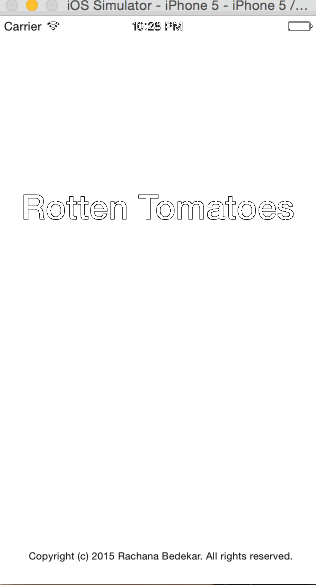 iOS Simulator - iPhone 5 - iPhone 5 /...
Carrier 10:25 PM
Rotten Tomatoes
Copyright (c) 2015 Rachana Bedekar. All rights reserved.